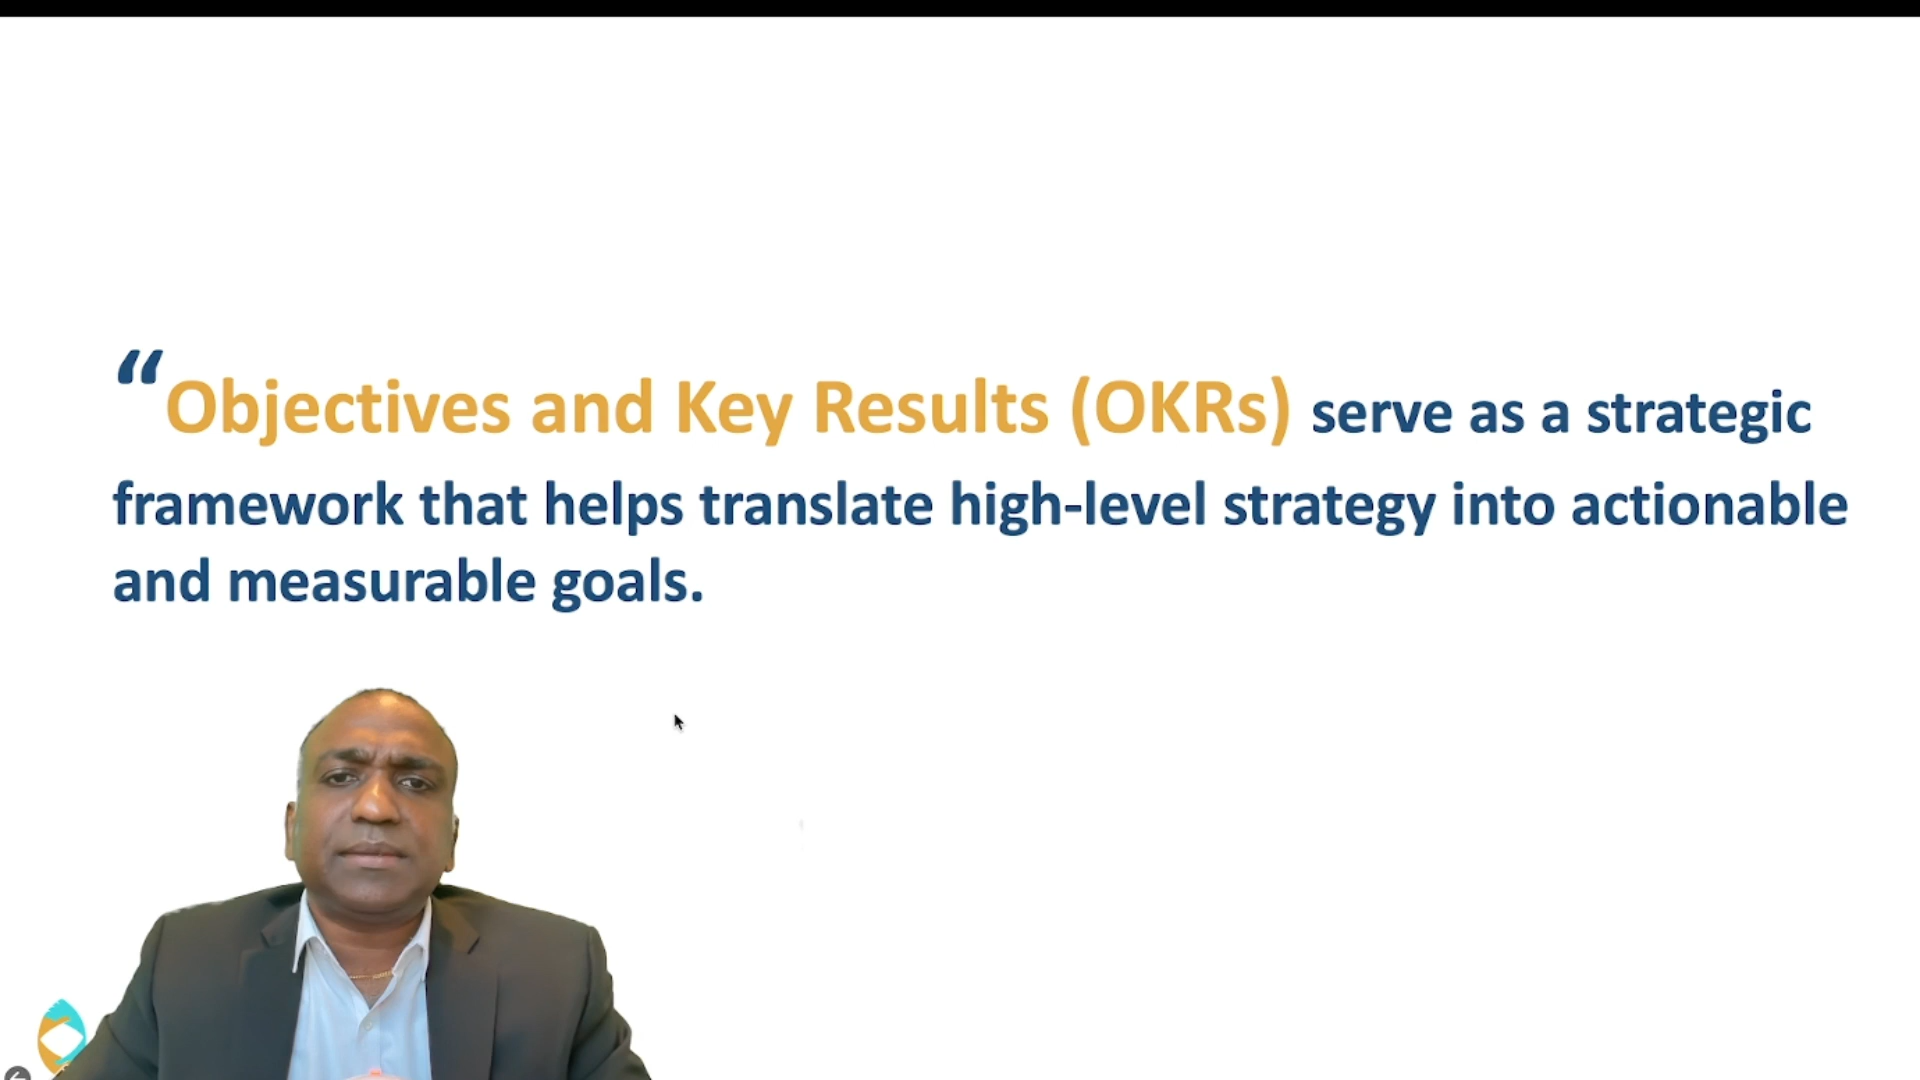 “Objectives and Key Results (OKRs) serve as a strategic
framework that helps translate high-level strategy into actionable
and measurable goals.